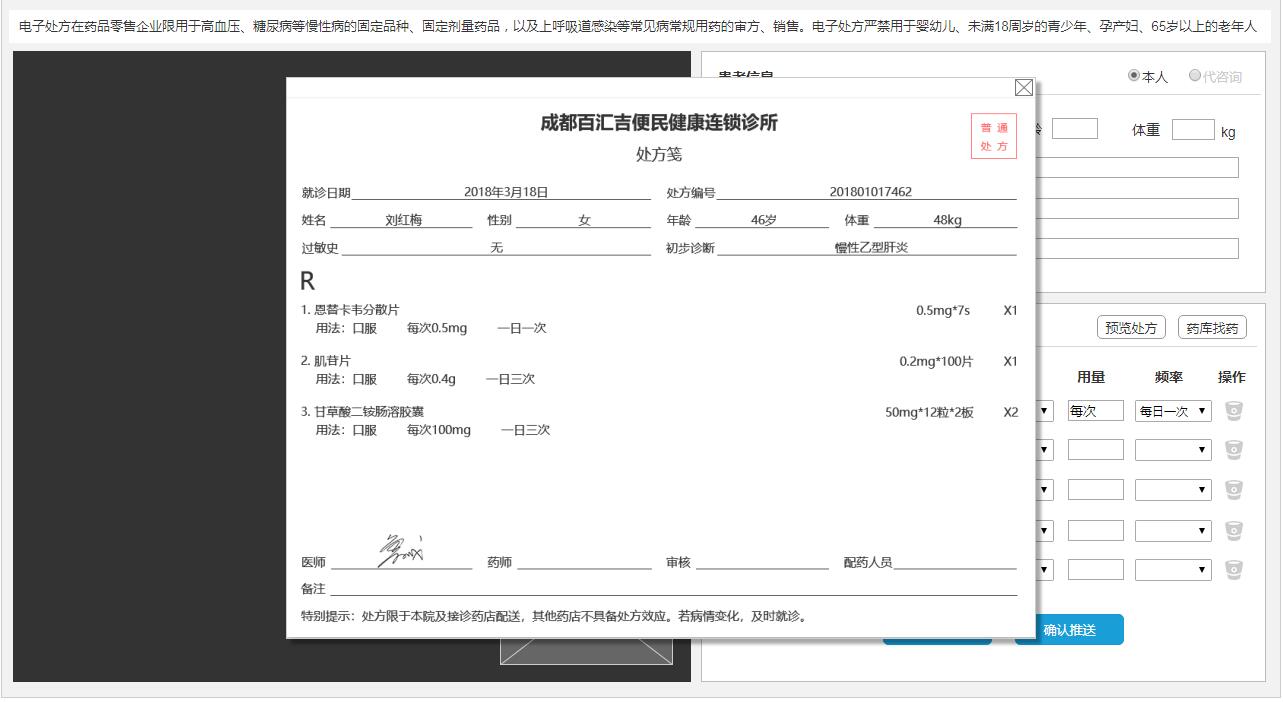 电子处方在药品零售企业限用于高血压、糖尿病等慢性病的固定品种、固定剂量药品，以及上呼吸道感染等常见病常规用药的审方、销售。电子处方严禁用于婴幼儿、未满18周岁的青少年、孕产妇、65岁以上的老年人
患者信息 本人 代咨询
体重 kg
成都百汇吉便民健康连锁诊所
处方笺
普通
处方
就诊日期 2018年3月18日 处方编号 201801017462
姓名 刘红梅 性别 女 年龄 46岁 体重 48kg
过敏史 无 初步诊断 慢性乙型肝炎
R
1. 恩替卡韦分散片 0.5mg*7s X1
用法：口服 每次0.5mg 一日一次
2. 肌苷片 0.2mg*100片 X1
用法：口服 每次0.4g 一日三次
3. 甘草酸二铵肠溶胶囊 50mg*12粒*2板 X2
用法：口服 每次100mg 一日三次
医师 药师 审核 配药人员
备注
特别提示：处方限于本院及接诊药店配送，其他药店不具备处方效应。若病情变化，及时就诊。
预览处方 药库找药
用量 频率 操作
每次 每日一次
确认推送